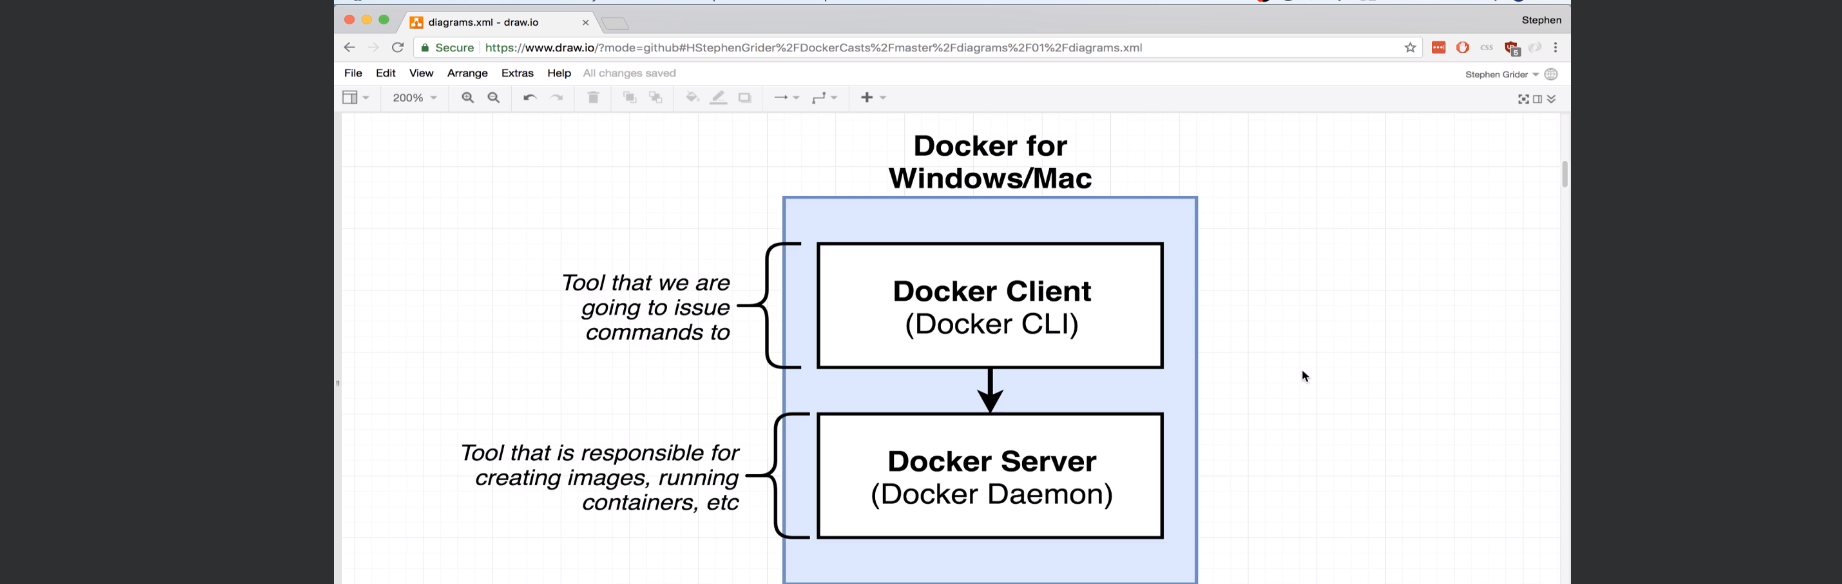 diagrams.xml - draw.io
Stephen
Secure https://www.draw.io/?mode=github#HStephenGrider%2FDockerCasts%2Fmaster%2Fdiagrams%2F01%2Fdiagrams.xml
css
5
File Edit View Arrange Extras Help All changes saved
Stephen Grider
200%
Docker for
Windows/Mac
Tool that we are
going to issue
commands to
Docker Client
(Docker CLI)
Tool that is responsible for
creating images, running
containers, etc
Docker Server
(Docker Daemon)